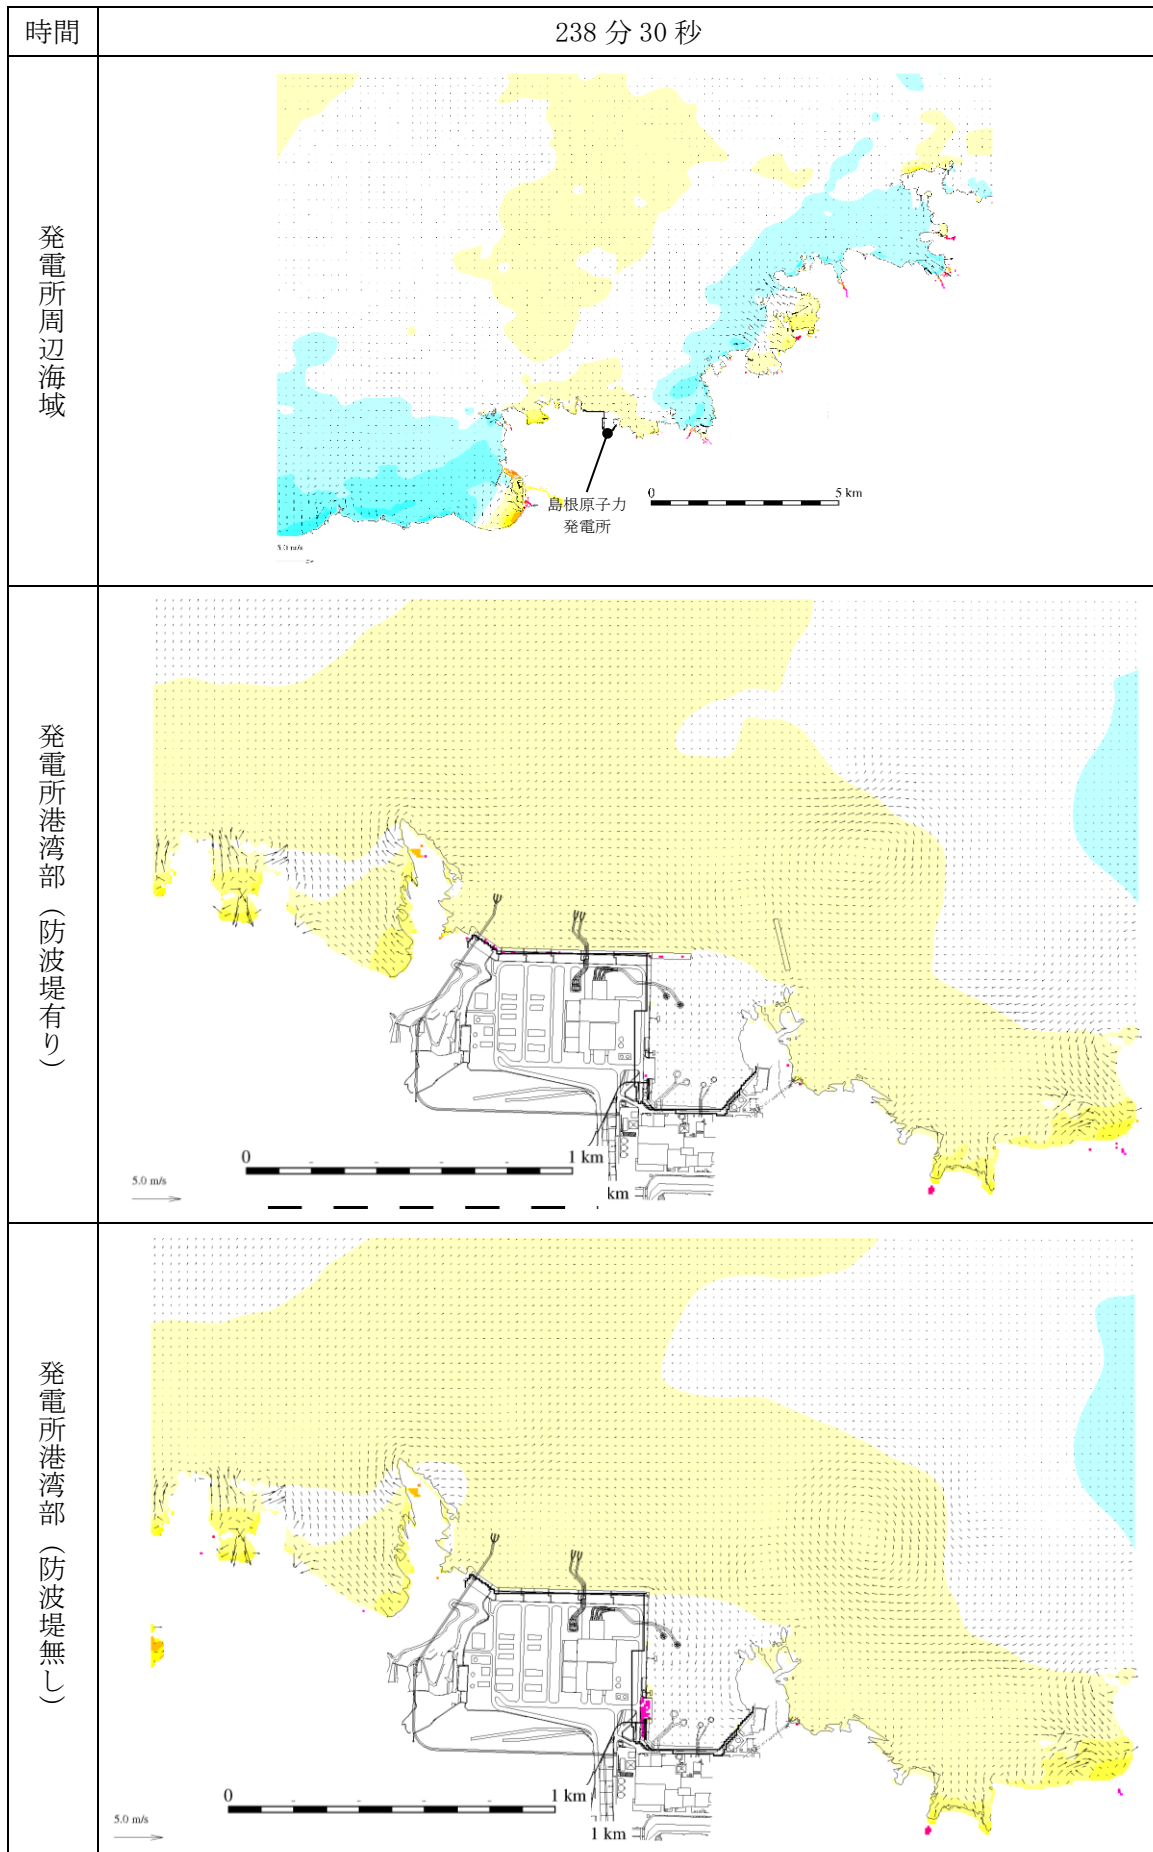 時間
238 分 30 秒
発電所周辺海域
島根原子力
発電所
0
5 km
5.0 m/s
発電所港湾部（防波堤有り）
0
1 km
5.0 m/s
km
発電所港湾部（防波堤無し）
0
1 km
5.0 m/s
1 km